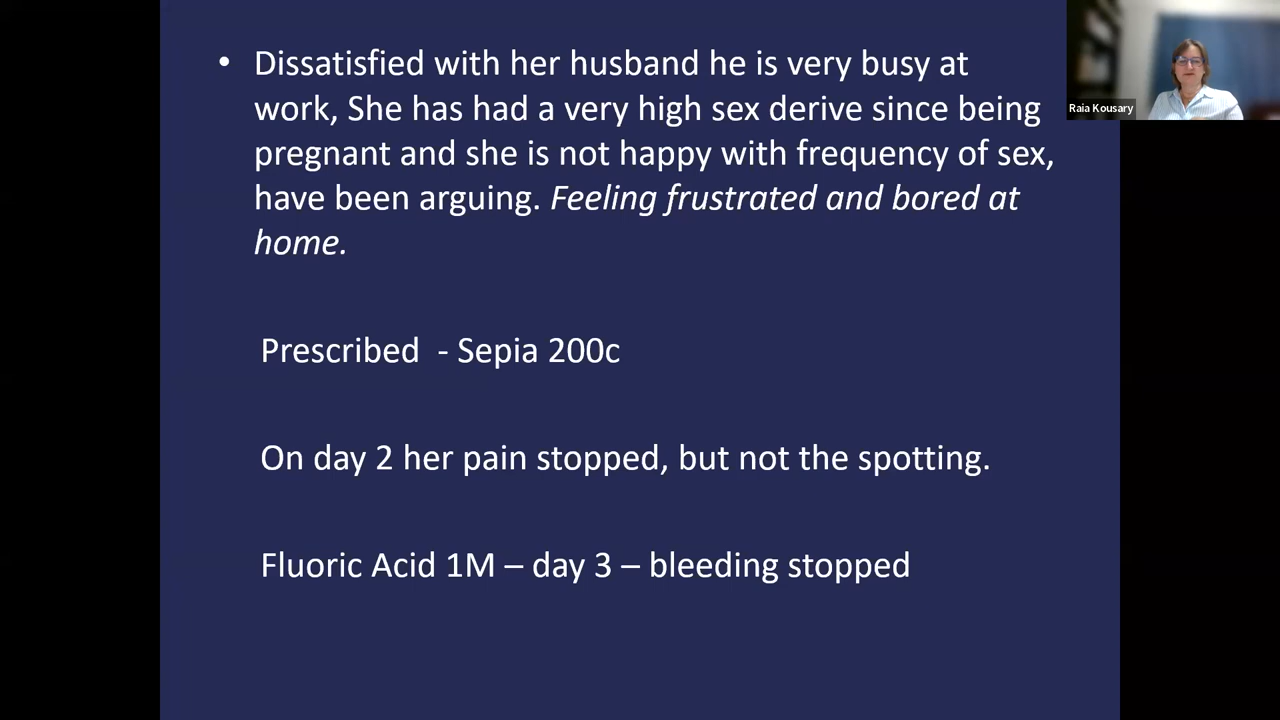 • Dissatisfied with her husband he is very busy at
work, She has had a very high sex derive since being
pregnant and she is not happy with frequency of sex,
have been arguing. Feeling frustrated and bored at
home.
Prescribed - Sepia 200c
On day 2 her pain stopped, but not the spotting.
Fluoric Acid 1M – day 3 – bleeding stopped
Raia Kousary